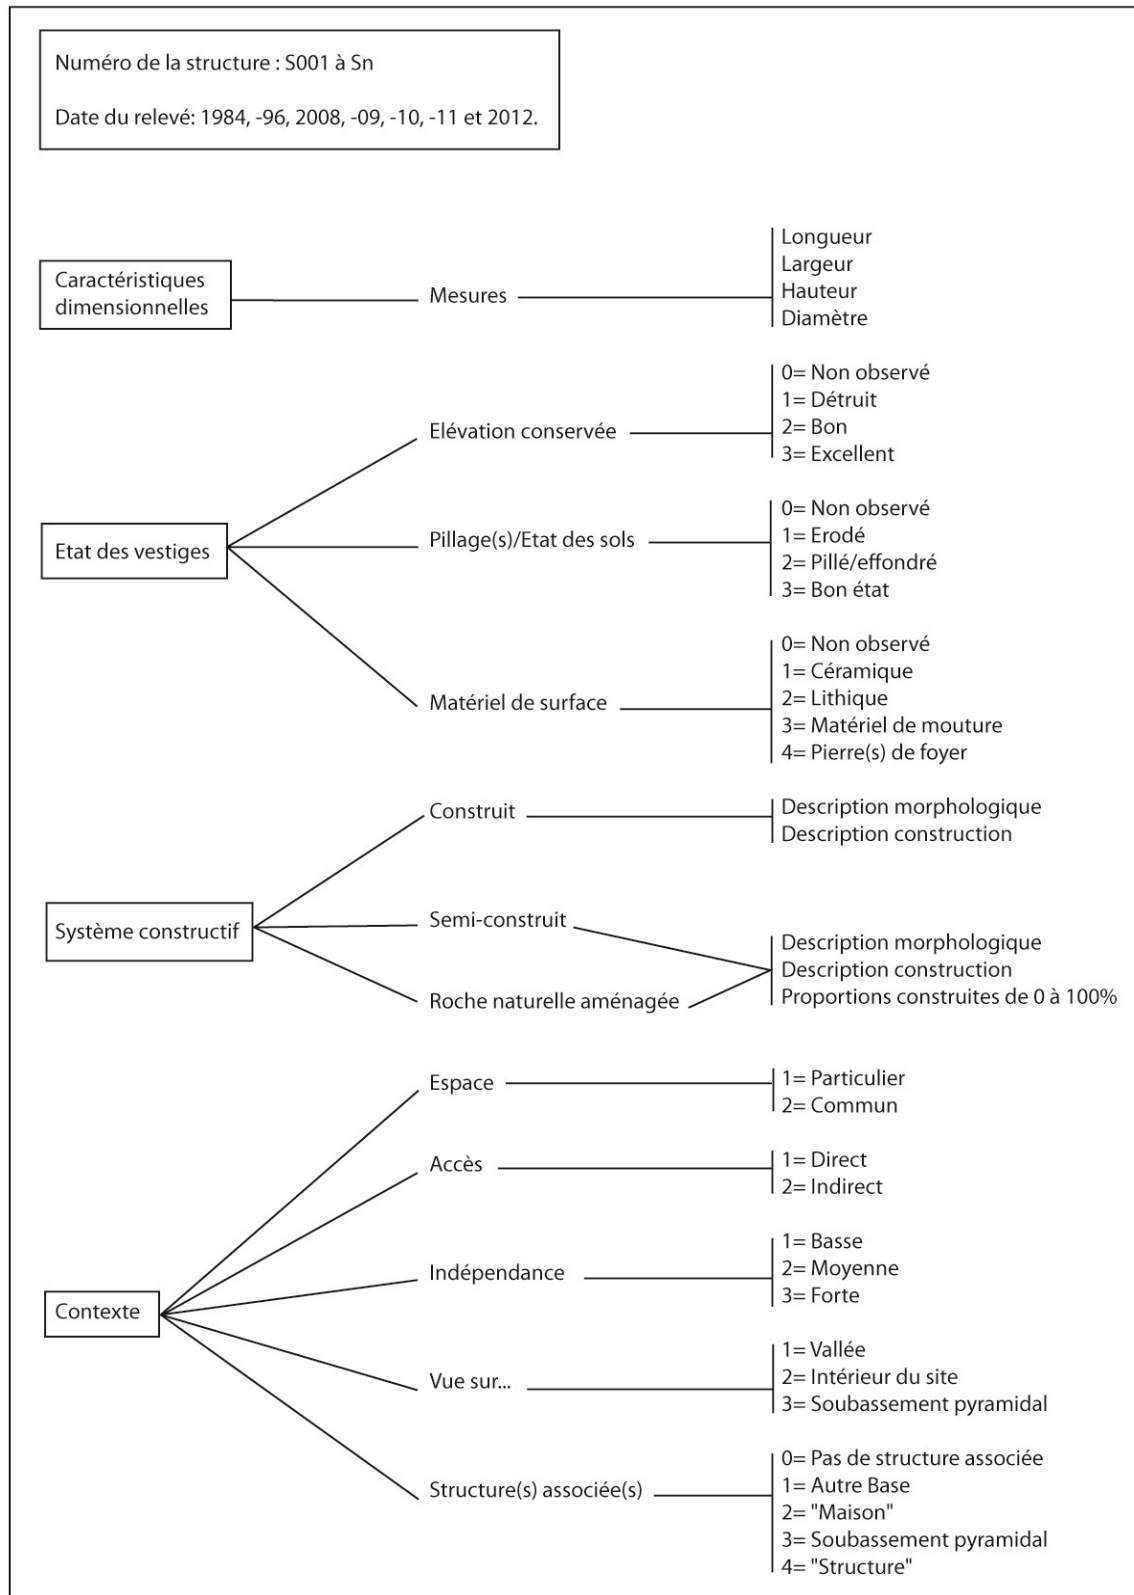 Numéro de la structure : S001 à Sn
Date du relevé: 1984, -96, 2008, -09, -10, -11 et 2012.
Caractéristiques
dimensionnelles
Mesures
Longueur
Largeur
Hauteur
Diamètre
Etat des vestiges
Elévation conservée
0= Non observé
1= Détruit
2= Bon
3= Excellent
Pillage(s)/Etat des sols
0= Non observé
1= Erodé
2= Pillé/effondré
3= Bon état
Matériel de surface
0= Non observé
1= Céramique
2= Lithique
3= Matériel de mouture
4= Pierre(s) de foyer
Système constructif
Construit
Description morphologique
Description construction
Semi-construit
Roche naturelle aménagée
Description morphologique
Description construction
Proportions construites de 0 à 100%
Contexte
Espace
1= Particulier
2= Commun
Accès
1= Direct
2= Indirect
Indépendance
1= Basse
2= Moyenne
3= Forte
Vue sur...
1= Vallée
2= Intérieur du site
3= Soubassement pyramidal
Structure(s) associée(s)
0= Pas de structure associée
1= Autre Base
2= "Maison"
3= Soubassement pyramidal
4= "Structure"